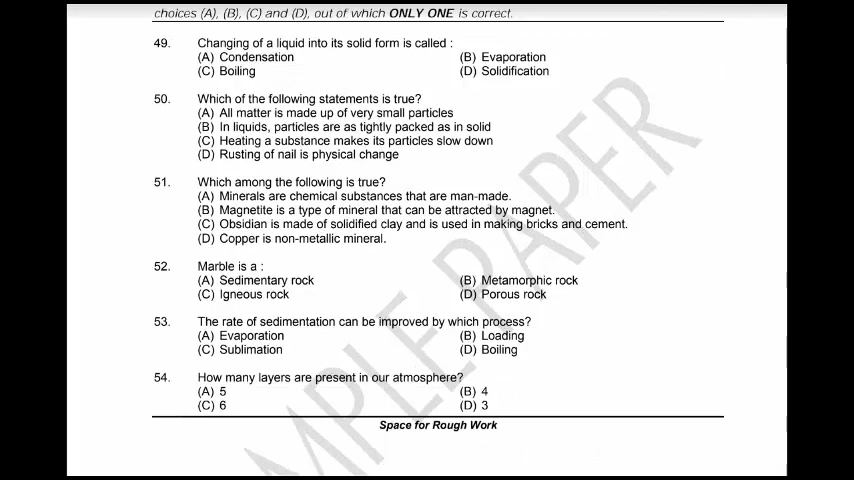 choices (A), (B), (C) and (D), out of which ONLY ONE is correct.
49. Changing of a liquid into its solid form is called :
(A) Condensation (B) Evaporation
(C) Boiling (D) Solidification
50. Which of the following statements is true?
(A) All matter is made up of very small particles
(B) In liquids, particles are as tightly packed as in solid
(C) Heating a substance makes its particles slow down
(D) Rusting of nail is physical change
51. Which among the following is true?
(A) Minerals are chemical substances that are man-made.
(B) Magnetite is a type of mineral that can be attracted by magnet.
(C) Obsidian is made of solidified clay and is used in making bricks and cement.
(D) Copper is non-metallic mineral.
52. Marble is a :
(A) Sedimentary rock (B) Metamorphic rock
(C) Igneous rock (D) Porous rock
53. The rate of sedimentation can be improved by which process?
(A) Evaporation (B) Loading
(C) Sublimation (D) Boiling
54. How many layers are present in our atmosphere?
(A) 5 (B) 4
(C) 6 (D) 3
Space for Rough Work
MPLE PAPER